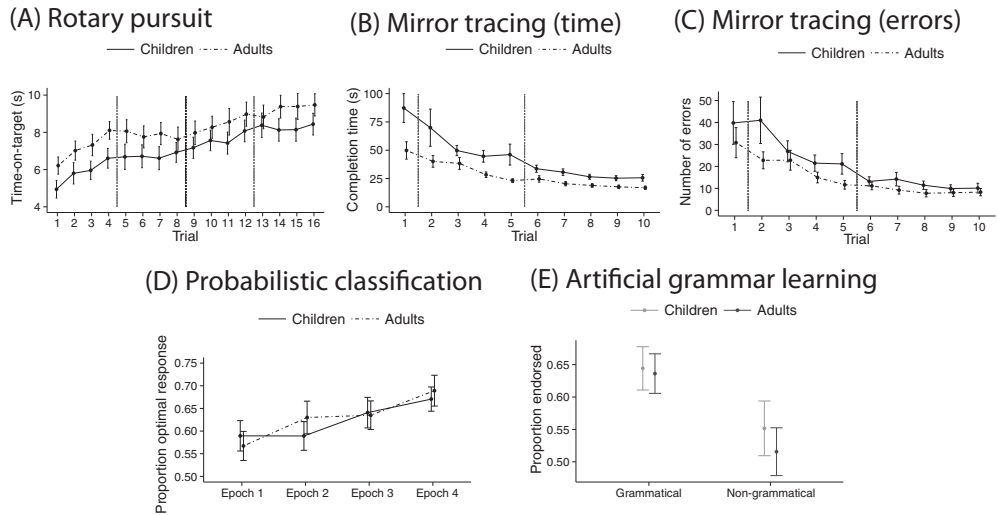 (A) Rotary pursuit
Children Adults
Time-on-target (s)
10
8
6
4
1 2 3 4 5 6 7 8 9 10 11 12 13 14 15 16
Trial
(B) Mirror tracing (time)
Children Adults
Completion time (s)
100
75
50
25
0
1 2 3 4 5 6 7 8 9 10
Trial
(C) Mirror tracing (errors)
Children Adults
Number of errors
50
40
30
20
10
0
1 2 3 4 5 6 7 8 9 10
Trial
(D) Probabilistic classification
Children Adults
Proportion optimal response
0.75
0.70
0.65
0.60
0.55
0.50
Epoch 1 Epoch 2 Epoch 3 Epoch 4
(E) Artificial grammar learning
Children Adults
Proportion endorsed
0.65
0.60
0.55
0.50
Grammatical Non-grammatical